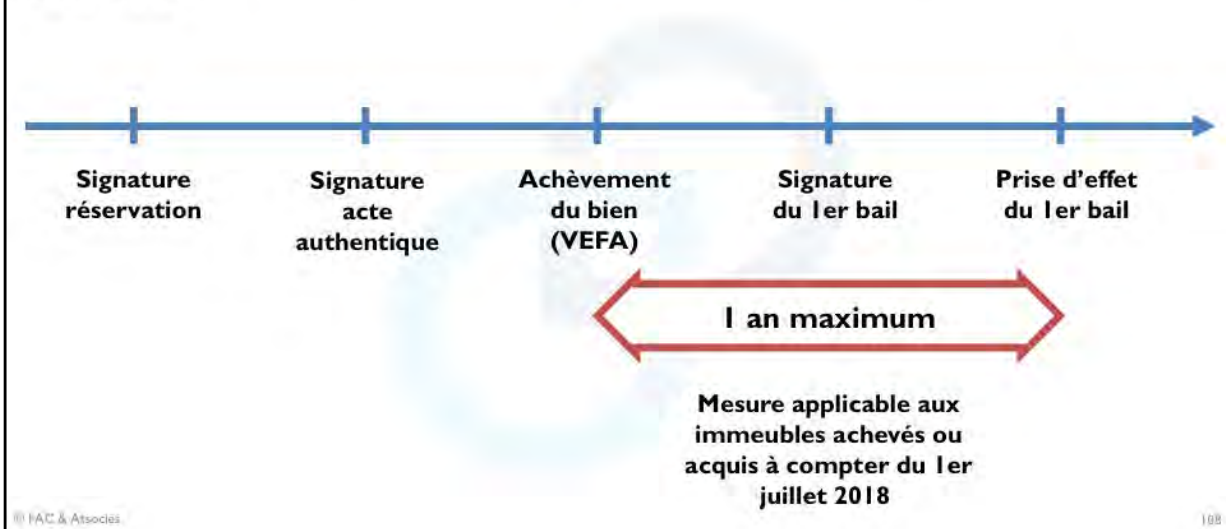 Signature
réservation
Signature
acte
authentique
Achèvement
du bien
(VEFA)
Signature
du 1er bail
Prise d'effet
du 1er bail
1 an maximum
Mesure applicable aux
immeubles achevés ou
acquis à compter du 1er
juillet 2018
© FAC & Associés
108